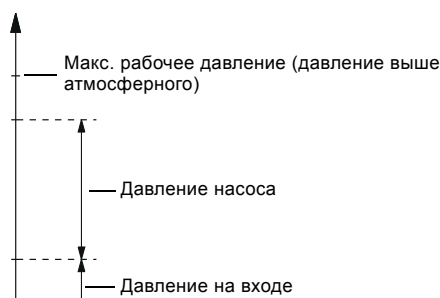 Макс. рабочее давление (давление выше
атмосферного)
Давление насоса
Давление на входе